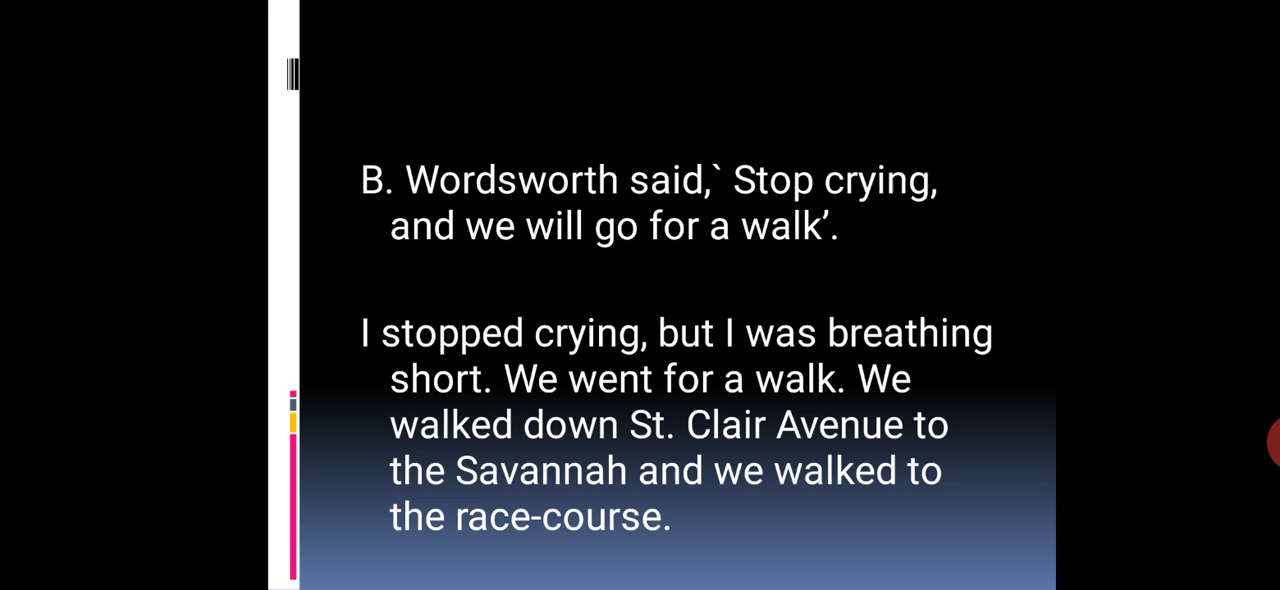 B. Wordsworth said,` Stop crying,
and we will go for a walk’.
I stopped crying, but I was breathing
short. We went for a walk. We
walked down St. Clair Avenue to
the Savannah and we walked to
the race-course.